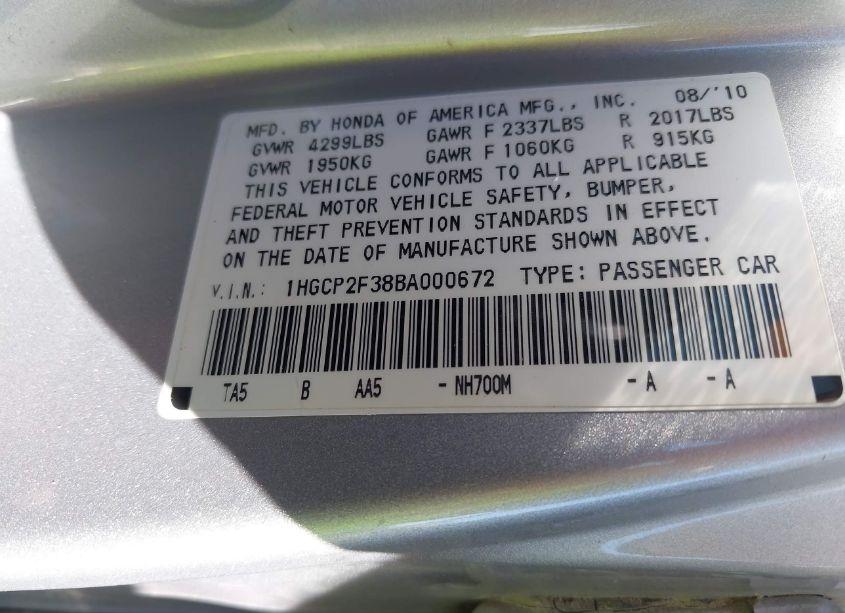 MFD. BY HONDA OF AMERICA MFG., INC. 08/'10
GVWR 4299LBS GAWR F 2337LBS R 2017LBS
GVWR 1950KG GAWR F 1060KG R 915KG
THIS VEHICLE CONFORMS TO ALL APPLICABLE
FEDERAL MOTOR VEHICLE SAFETY, BUMPER,
AND THEFT PREVENTION STANDARDS IN EFFECT
ON THE DATE OF MANUFACTURE SHOWN ABOVE.
V.I.N.: 1HGCP2F38BA000672 TYPE: PASSENGER CAR
TA5 B AA5 - NH700M - A - A